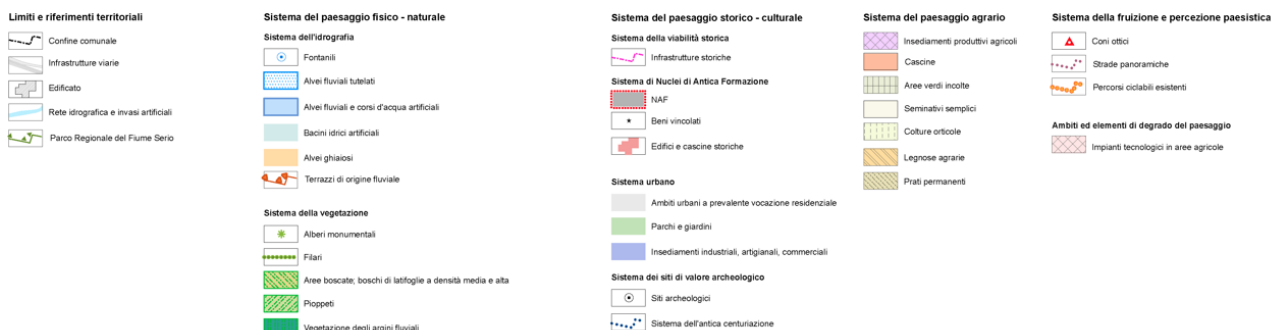 Limiti e riferimenti territoriali
Confine comunale
Infrastrutture viarie
Edificato
Rete idrografica e invasi artificiali
Parco Regionale del Fiume Serio
Sistema del paesaggio fisico - naturale
Sistema dell'idrografia
Fontanili
Alvei fluviali tutelati
Alvei fluviali e corsi d'acqua artificiali
Bacini idrici artificiali
Alvei ghiaiosi
Terrazzi di origine fluviale
Sistema della vegetazione
Alberi monumentali
Filari
Aree boscate; boschi di latifoglie a densità media e alta
Pioppeti
Vegetazione degli argini fluviali
Sistema del paesaggio storico - culturale
Sistema della viabilità storica
Infrastrutture storiche
Sistema di Nuclei di Antica Formazione
NAF
Beni vincolati
Edifici e cascine storiche
Sistema urbano
Ambiti urbani a prevalente vocazione residenziale
Parchi e giardini
Insediamenti industriali, artigianali, commerciali
Sistema dei siti di valore archeologico
Siti archeologici
Sistema dell'antica centuriazione
Sistema del paesaggio agrario
Insediamenti produttivi agricoli
Cascine
Aree verdi incolte
Seminativi semplici
Colture orticole
Legnose agrarie
Prati permanenti
Sistema della fruizione e percezione paesistica
Coni ottici
Strade panoramiche
Percorsi ciclabili esistenti
Ambiti ed elementi di degrado del paesaggio
Impianti tecnologici in aree agricole